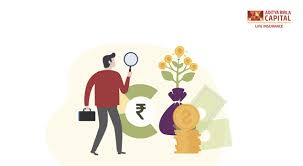 ADITYA BIRLA
CAPITAL
LIFE INSURANCE
₹
$